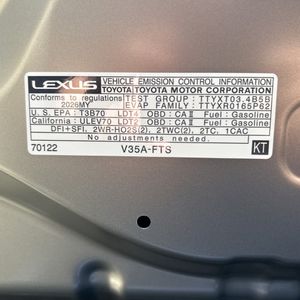 LEXUS
VEHICLE EMISSION CONTROL INFORMATION
TOYOTA TOYOTA MOTOR CORPORATION
Conforms to regulations
2026MY
TEST GROUP : TTYXT03.4B5B
EVAP FAMILY : TTYXR0165P62
U.S. EPA : T3B70 LDT4 OBD : CA II Fuel : Gasoline
California : ULEV70 LDT2 OBD : CA II Fuel : Gasoline
DFI+SFI, 2WR-HO2S(2), 2TWC(2), 2TC, 1CAC
No adjustments needed.
70122 V35A-FTS KT